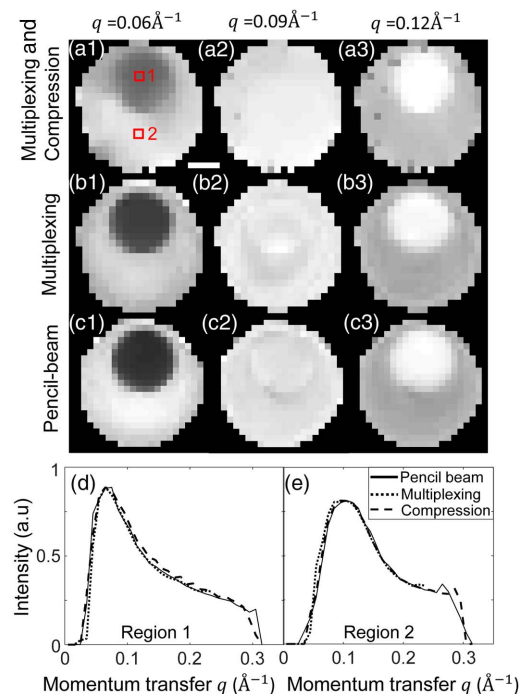 q =0.06Å⁻¹ q =0.09Å⁻¹ q =0.12Å⁻¹
Multiplexing and
Compression
(a1) (a2) (a3)
1
2
Multiplexing
(b1) (b2) (b3)
Pencil-beam
(c1) (c2) (c3)
Intensity (a.u)
1
0.5
0
(d)
Region 1
0 0.1 0.2 0.3
Momentum transfer q (Å⁻¹)
(e)
Pencil beam
Multiplexing
Compression
Region 2
0 0.1 0.2 0.3
Momentum transfer q (Å⁻¹)